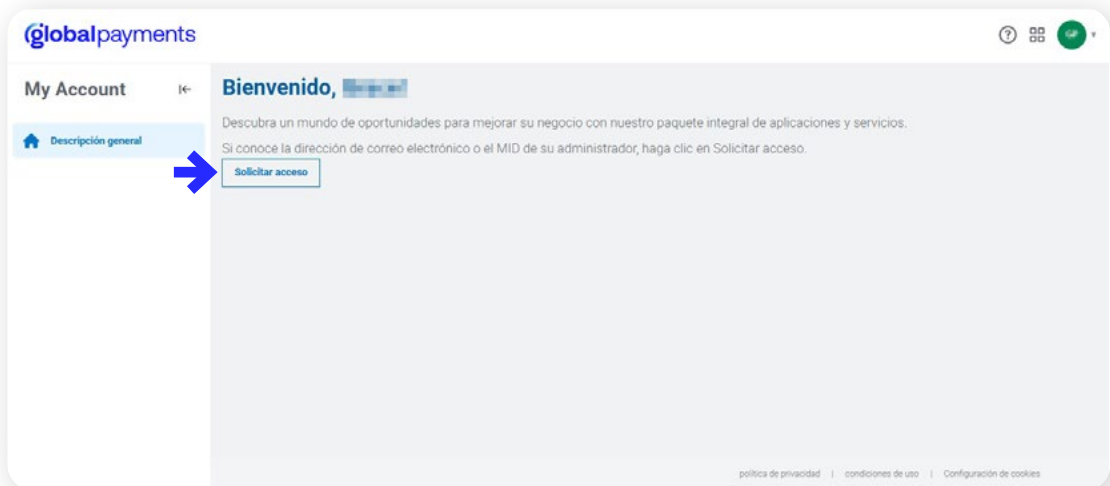 globalpayments
My Account
Descripción general
Bienvenido,
Descubra un mundo de oportunidades para mejorar su negocio con nuestro paquete integral de aplicaciones y servicios.
Si conoce la dirección de correo electrónico o el MID de su administrador, haga clic en Solicitar acceso.
Solicitar acceso
política de privacidad | condiciones de uso | Configuración de cookies